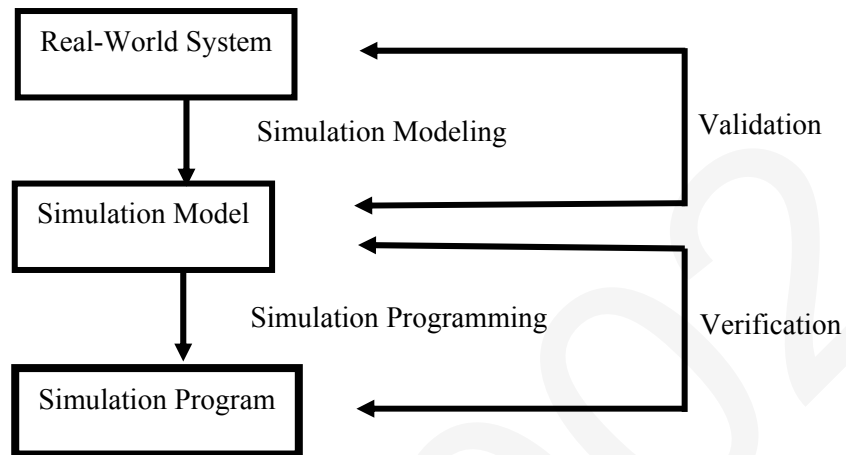 Real-World System
Simulation Modeling
Validation
Simulation Model
Simulation Programming
Verification
Simulation Program